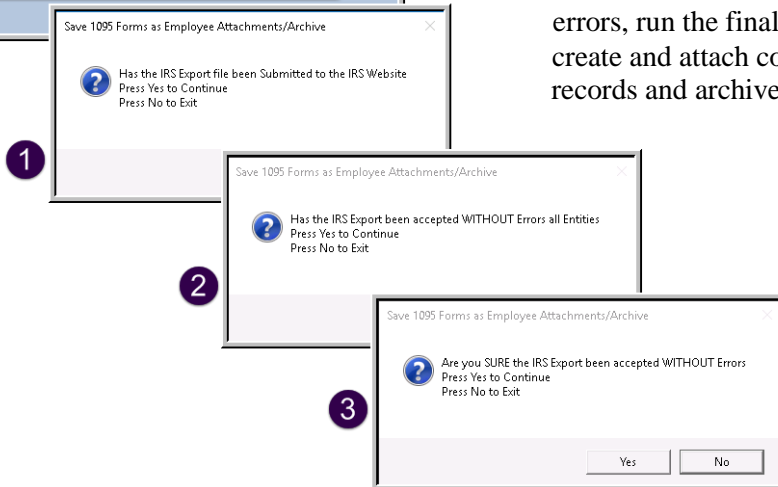 errors, run the final
create and attach
records and archive
Save 1095 Forms as Employee Attachments/Archive
Has the IRS Export file been Submitted to the IRS Website
Press Yes to Continue
Press No to Exit
1
Save 1095 Forms as Employee Attachments/Archive
Has the IRS Export been accepted WITHOUT Errors all Entities
Press Yes to Continue
Press No to Exit
2
Save 1095 Forms as Employee Attachments/Archive
Are you SURE the IRS Export been accepted WITHOUT Errors
Press Yes to Continue
Press No to Exit
3
Yes No